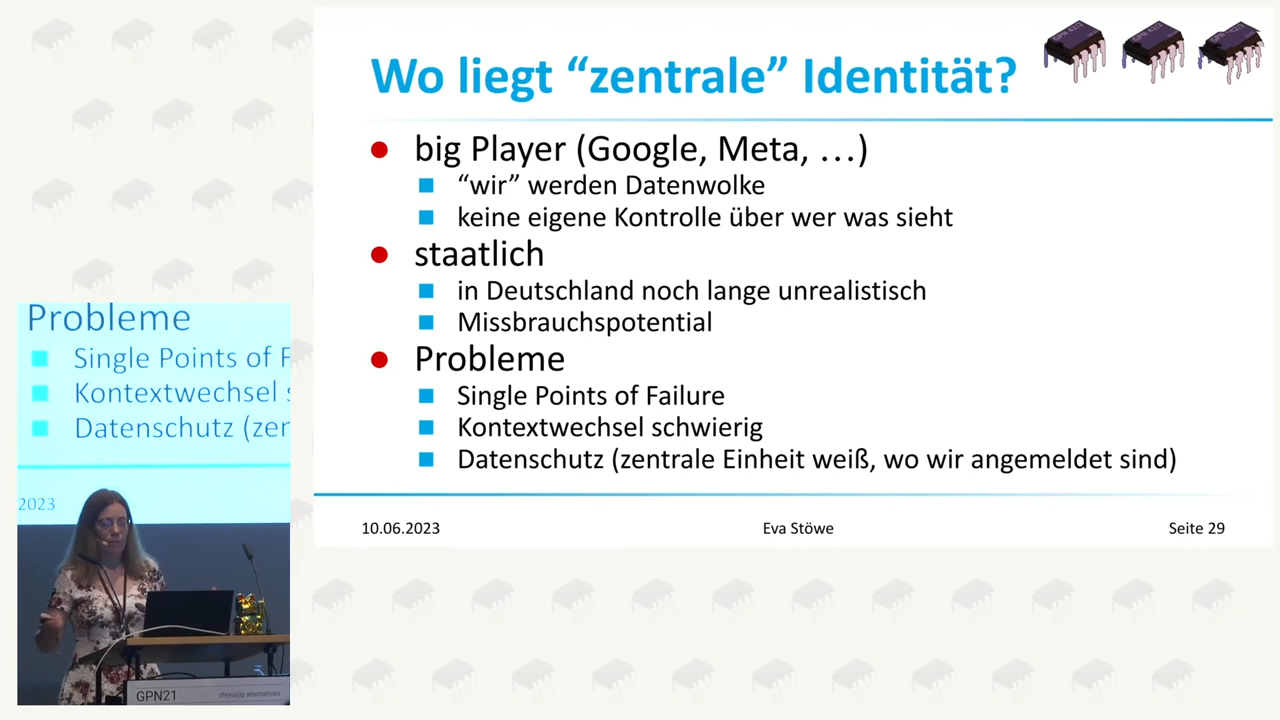 Wo liegt “zentrale” Identität?
big Player (Google, Meta, …)
“wir” werden Datenwolke
keine eigene Kontrolle über wer was sieht
staatlich
in Deutschland noch lange unrealistisch
Missbrauchspotential
Probleme
Single Points of Failure
Kontextwechsel schwierig
Datenschutz (zentrale Einheit weiß, wo wir angemeldet sind)
10.06.2023 Eva Stöwe Seite 29
Probleme
Single Points of F
Kontextwechsel s
Datenschutz (zer
2023
GPN21